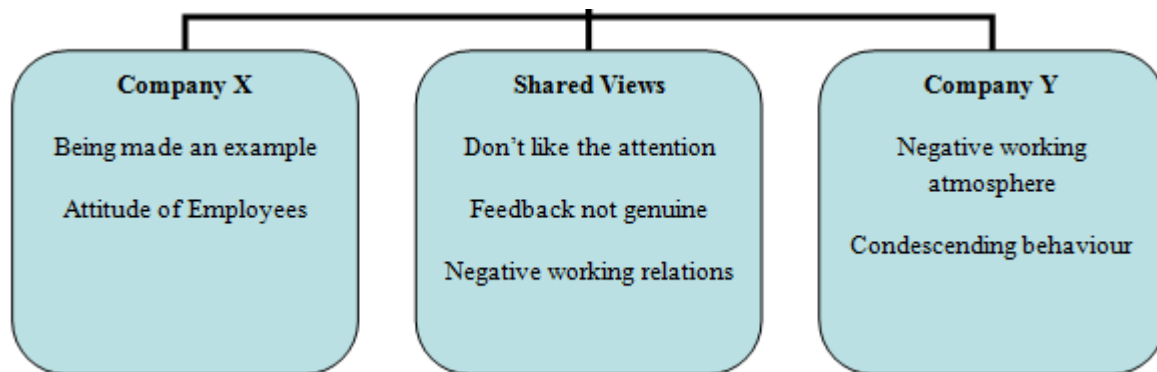 Company X
Being made an example
Attitude of Employees
Shared Views
Don’t like the attention
Feedback not genuine
Negative working relations
Company Y
Negative working
atmosphere
Condescending behaviour